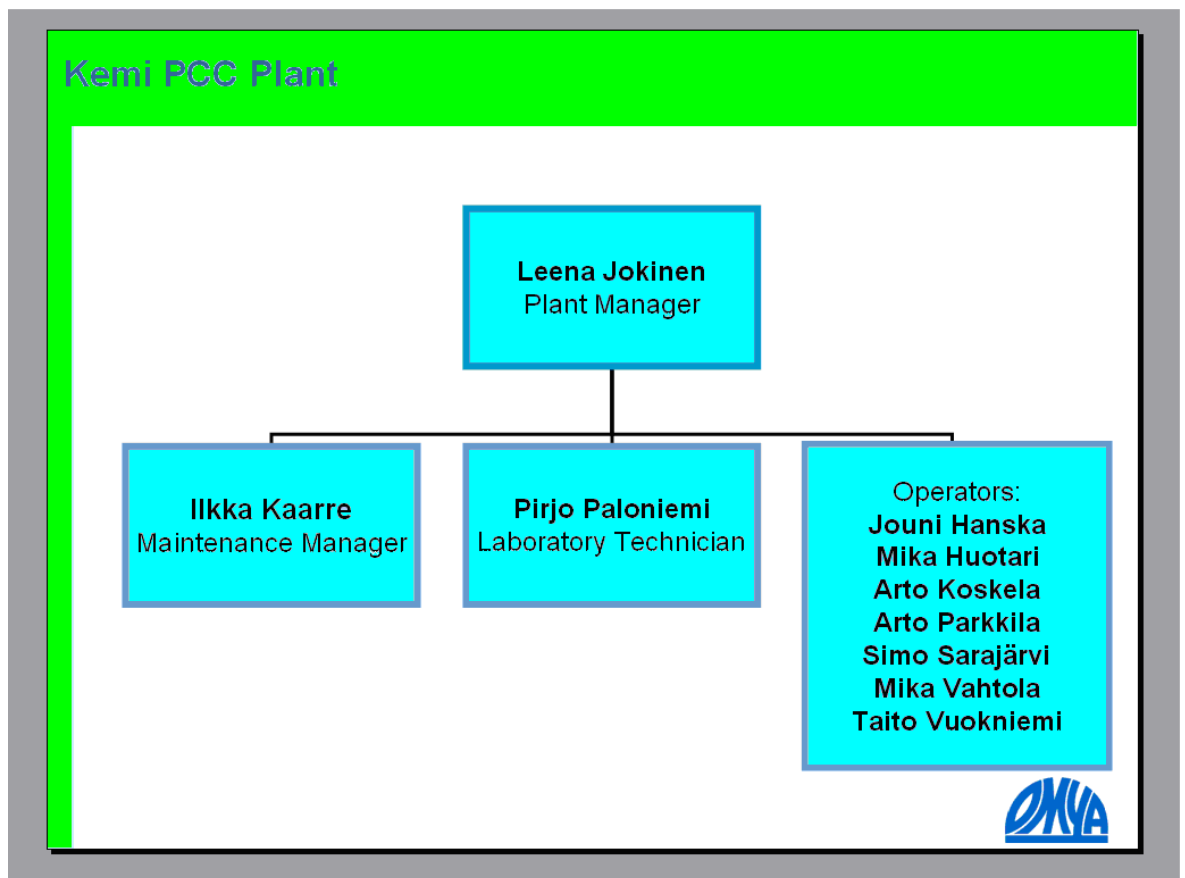 Kemi PCC Plant
Leena Jokinen
Plant Manager
Ilkka Kaarre
Maintenance Manager
Pirjo Paloniemi
Laboratory Technician
Operators:
Jouni Hanska
Mika Huotari
Arto Koskela
Arto Parkkila
Simo Sarajärvi
Mika Vahtola
Taito Vuokniemi
OMYA